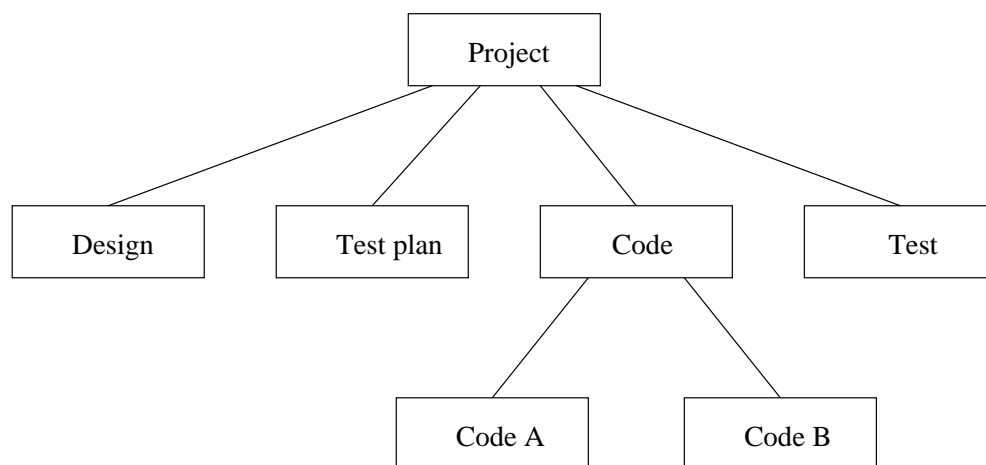 Project
Design
Test plan
Code
Test
Code A
Code B